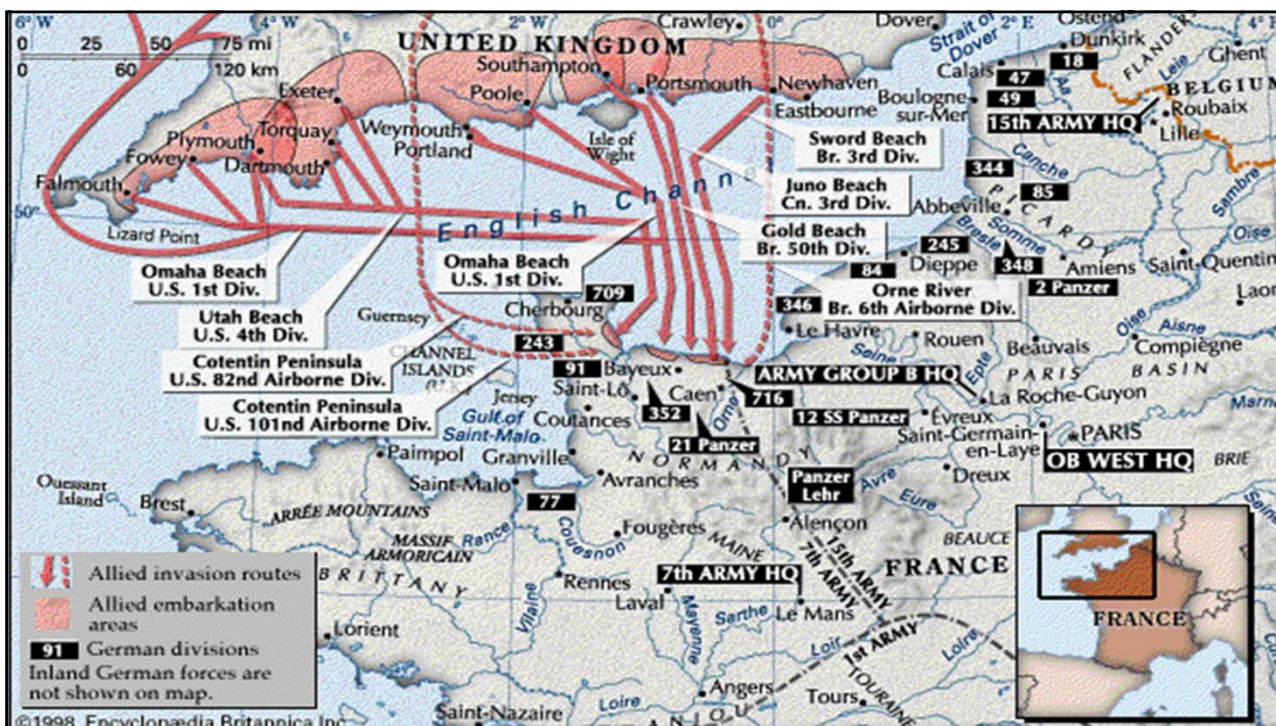 6° W
4° W
2° W
0°
2° E
4° E
0 25 50 75 mi
0 60 120 km
UNITED KINGDOM
Crawley
Dover
Strait of
Dover
Ostend
Dunkirk
18
FLANDERS
Ghent
Calais
47
Aa
Leie
BELGIUM
Southampton
Portsmouth
Newhaven
Eastbourne
Boulogne-
sur-Mer
49
15th ARMY HQ
Roubaix
Lille
Exeter
Poole
Plymouth
Torquay
Weymouth
Portland
Isle of
Wight
Sword Beach
Br. 3rd Div.
Fowey
Dartmouth
Falmouth
344
Canche
Juno Beach
Cn. 3rd Div.
85
PICARDY
Sambre
50°
Lizard Point
English Channel
Abbeville
Gold Beach
Br. 50th Div.
Somme
Bresle
Oise
Omaha Beach
U.S. 1st Div.
Omaha Beach
U.S. 1st Div.
245
Dieppe
84
348
Amiens
Saint-Quentin
2 Panzer
Orne River
Br. 6th Airborne Div.
Laon
Utah Beach
U.S. 4th Div.
Guernsey
Cherbourg
709
346
Le Havre
Rouen
Seine
Epte
Beauvais
Oise
Aisne
Compiègne
PARIS BASIN
Cotentin Peninsula
U.S. 82nd Airborne Div.
CHANNEL
ISLANDS
(U.K.)
243
91
Bayeux
Saint-Lô
Caen
ARMY GROUP B HQ
La Roche-Guyon
Cotentin Peninsula
U.S. 101nd Airborne Div.
Jersey
Coutances
352
716
Orne
12 SS Panzer
Évreux
Marne
Gulf of
Saint-Malo
21 Panzer
Saint-Germain-
en-Laye
PARIS
OB WEST HQ
BRIE
Paimpol
Granville
NORMANDY
Ouessant
Island
Brest
Saint-Malo
Avranches
Panzer
Lehr
Avre
Eure
Dreux
77
ARRÉE MOUNTAINS
Rance
Couesnon
Fougères
Alençon
BEAUCE
MASSIF
ARMORICAIN
MAINE
15th ARMY
7th ARMY
FRANCE
BRITTANY
Rennes
7th ARMY HQ
Laval
Le Mans
Vilaine
Mayenne
Sarthe
Lorient
Loir
Loire
1st ARMY
Angers
TOURAINE
Tours
Loire
Saint-Nazaire
ANJOU
Allied invasion routes
Allied embarkation
areas
91 German divisions
Inland German forces are
not shown on map.
©1998, Encyclopædia Britannica Inc.
FRANCE